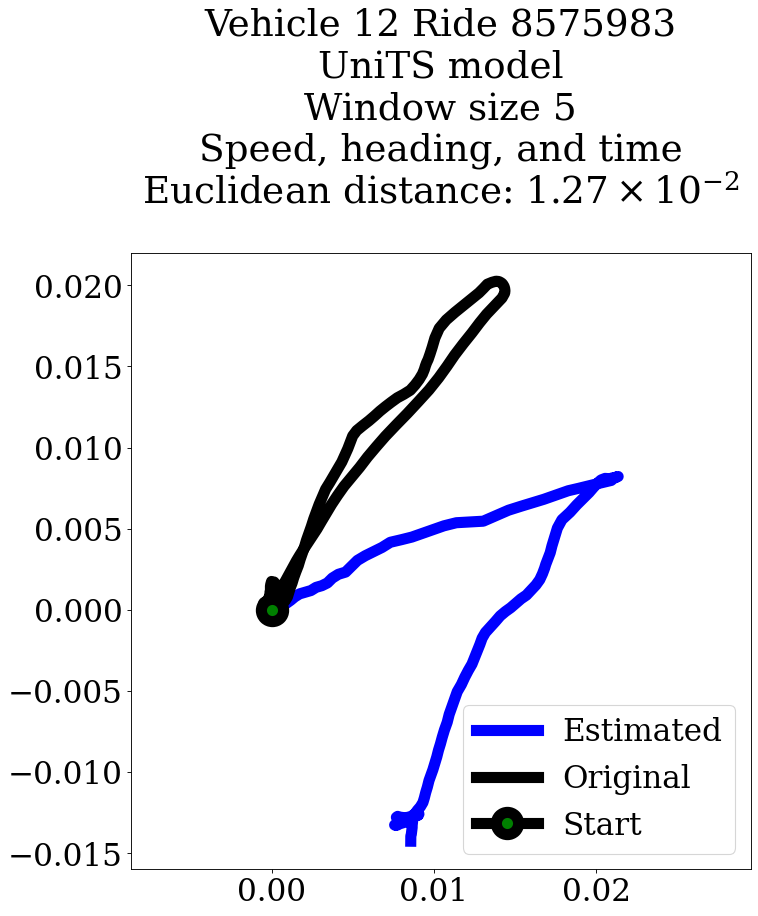 Vehicle 12 Ride 8575983
UniTS model
Window size 5
Speed, heading, and time
Euclidean distance: 1.27 × 10⁻²
0.020
0.015
0.010
0.005
0.000
−0.005
−0.010
−0.015
0.00 0.01 0.02
Estimated
Original
Start